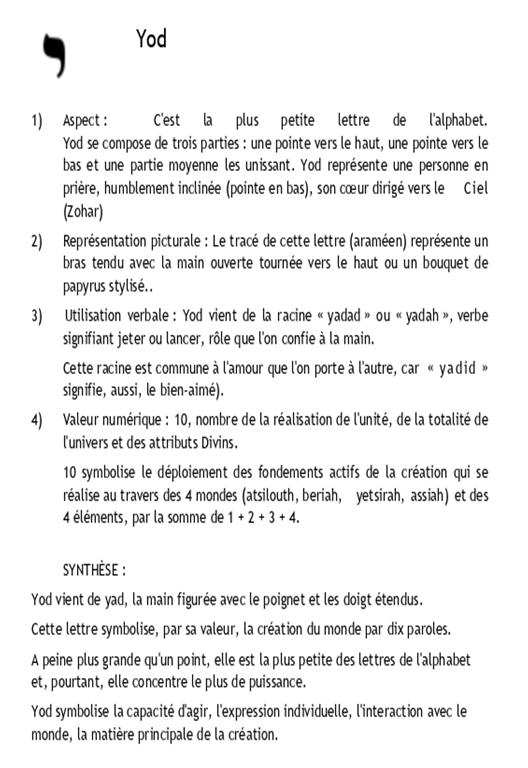 י Yod
1) Aspect : C'est la plus petite lettre de l'alphabet.
Yod se compose de trois parties : une pointe vers le haut, une pointe vers le
bas et une partie moyenne les unissant. Yod représente une personne en
prière, humblement inclinée (pointe en bas), son cœur dirigé vers le Ciel
(Zohar)
2) Représentation picturale : Le tracé de cette lettre (araméen) représente un
bras tendu avec la main ouverte tournée vers le haut ou un bouquet de
papyrus stylisé..
3) Utilisation verbale : Yod vient de la racine « yadad » ou « yadah », verbe
signifiant jeter ou lancer, rôle que l'on confie à la main.
Cette racine est commune à l'amour que l'on porte à l'autre, car « yadid »
signifie, aussi, le bien-aimé).
4) Valeur numérique : 10, nombre de la réalisation de l'unité, de la totalité de
l'univers et des attributs Divins.
10 symbolise le déploiement des fondements actifs de la création qui se
réalise au travers des 4 mondes (atsilouth, beriah, yetsirah, assiah) et des
4 éléments, par la somme de 1 + 2 + 3 + 4.
SYNTHÈSE :
Yod vient de yad, la main figurée avec le poignet et les doigt étendus.
Cette lettre symbolise, par sa valeur, la création du monde par dix paroles.
A peine plus grande qu'un point, elle est la plus petite des lettres de l'alphabet
et, pourtant, elle concentre le plus de puissance.
Yod symbolise la capacité d'agir, l'expression individuelle, l'interaction avec le
monde, la matière principale de la création.